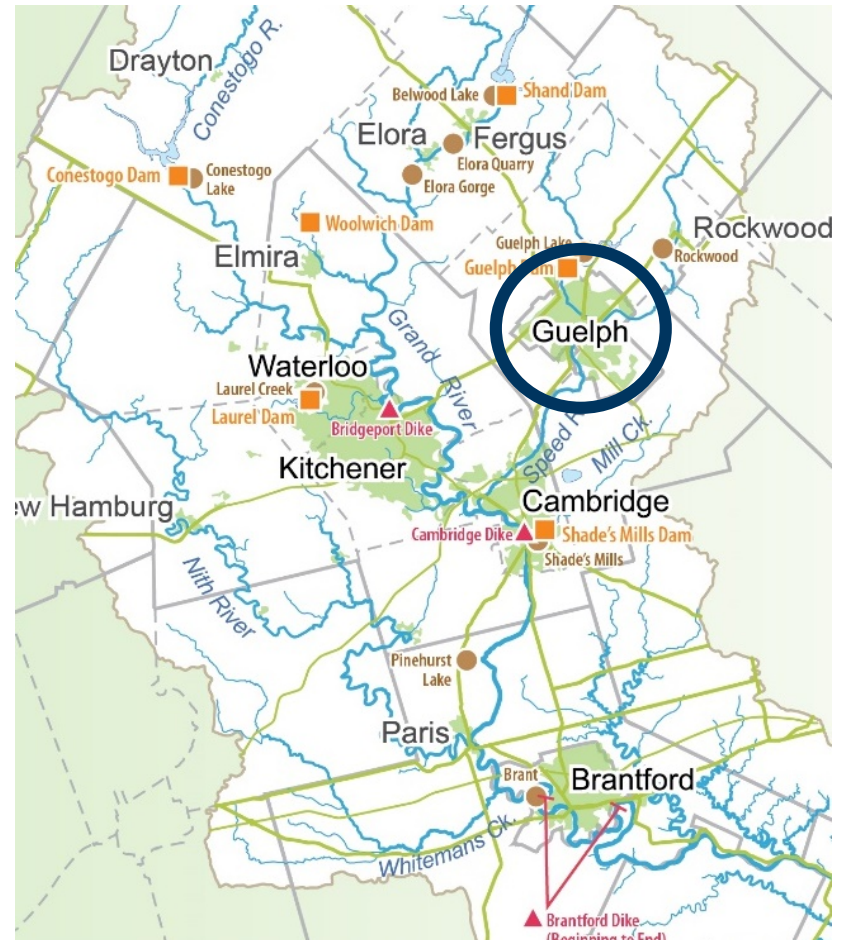 Drayton
Conestogo R.
Belwood Lake
Shand Dam
Elora
Fergus
Elora Quarry
Conestogo Dam
Conestogo
Lake
Elora Gorge
Woolwich Dam
Rockwood
Elmira
Guelph Lake
Rockwood
Guelph Dam
Grand River
Guelph
Waterloo
Laurel Creek
Laurel Dam
Bridgeport Dike
Speed R.
Mill Ck.
Kitchener
ew Hamburg
Cambridge
Cambridge Dike
Shade's Mills Dam
Shade's Mills
Nith River
Pinehurst
Lake
Paris
Brant
Brantford
Whitemans Ck.
Brantford Dike
(Beginning to End)